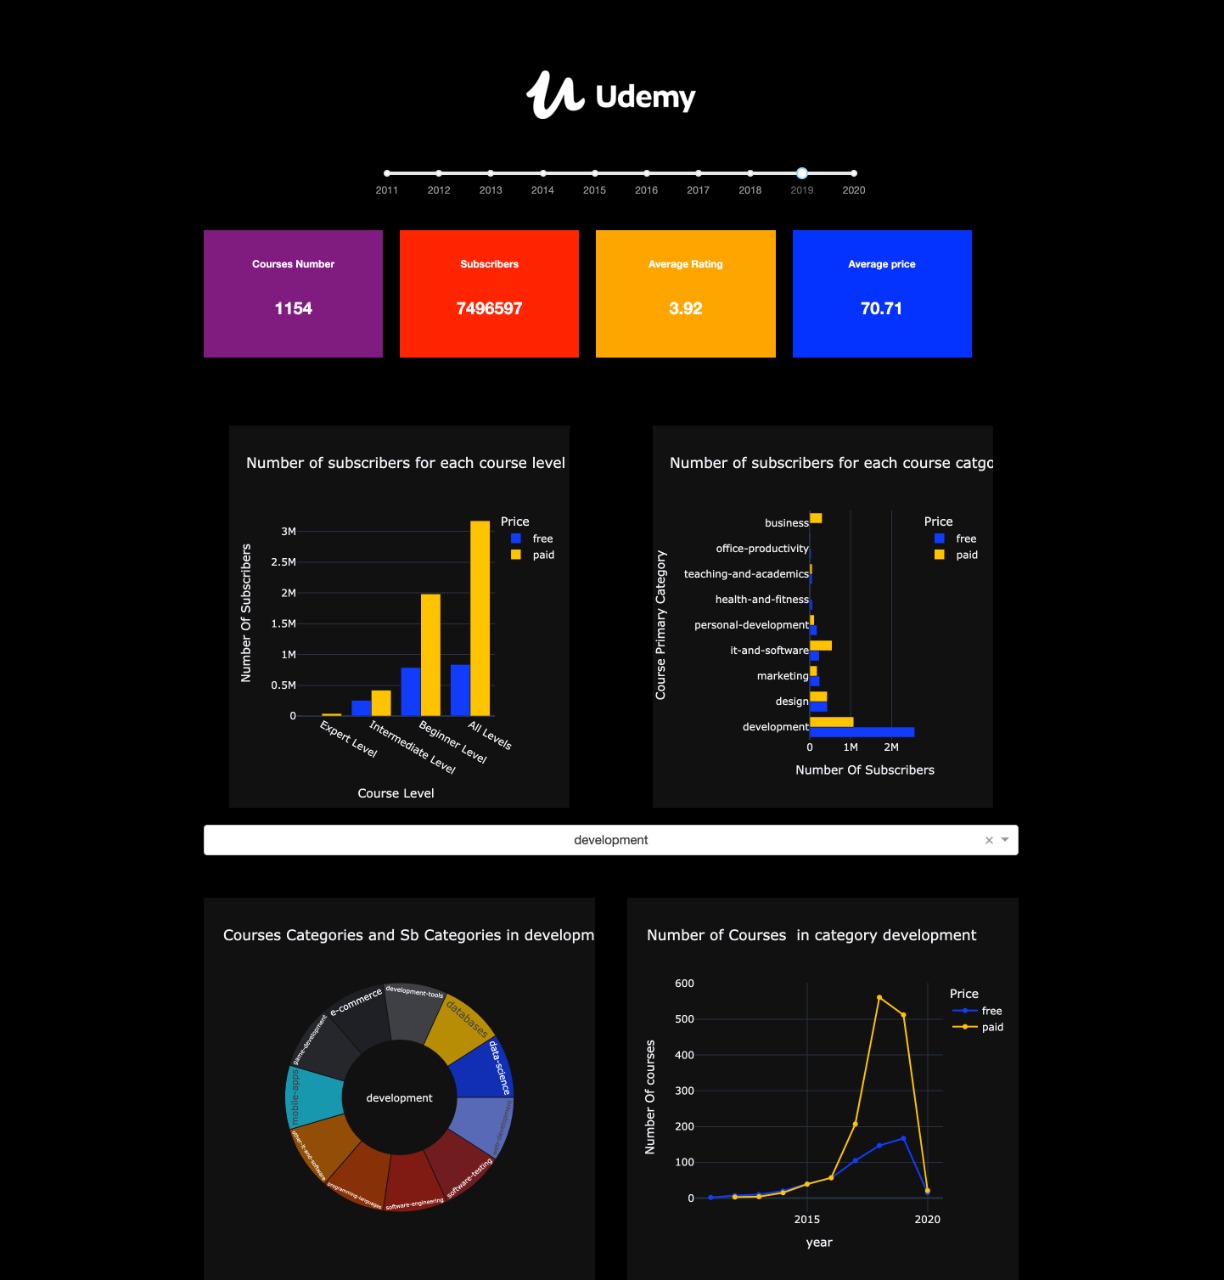 Udemy
2011 2012 2013 2014 2015 2016 2017 2018 2019 2020
Courses Number
1154
Subscribers
7496597
Average Rating
3.92
Average price
70.71
Number of subscribers for each course level
Number Of Subscribers
3M
2.5M
2M
1.5M
1M
0.5M
0
Expert Level
Intermediate Level
Beginner Level
All Levels
Course Level
Price
free
paid
Number of subscribers for each course catgo
Course Primary Category
business
office-productivity
teaching-and-academics
health-and-fitness
personal-development
it-and-software
marketing
design
development
0 1M 2M
Number Of Subscribers
Price
free
paid
development
Courses Categories and Sb Categories in developm
development
development-tools
databases
data-science
web-development
software-testing
software-engineering
programming-languages
other-it-and-software
mobile-apps
game-development
e-commerce
Number of Courses  in category development
Number Of courses
600
500
400
300
200
100
0
2015 2020
year
Price
free
paid